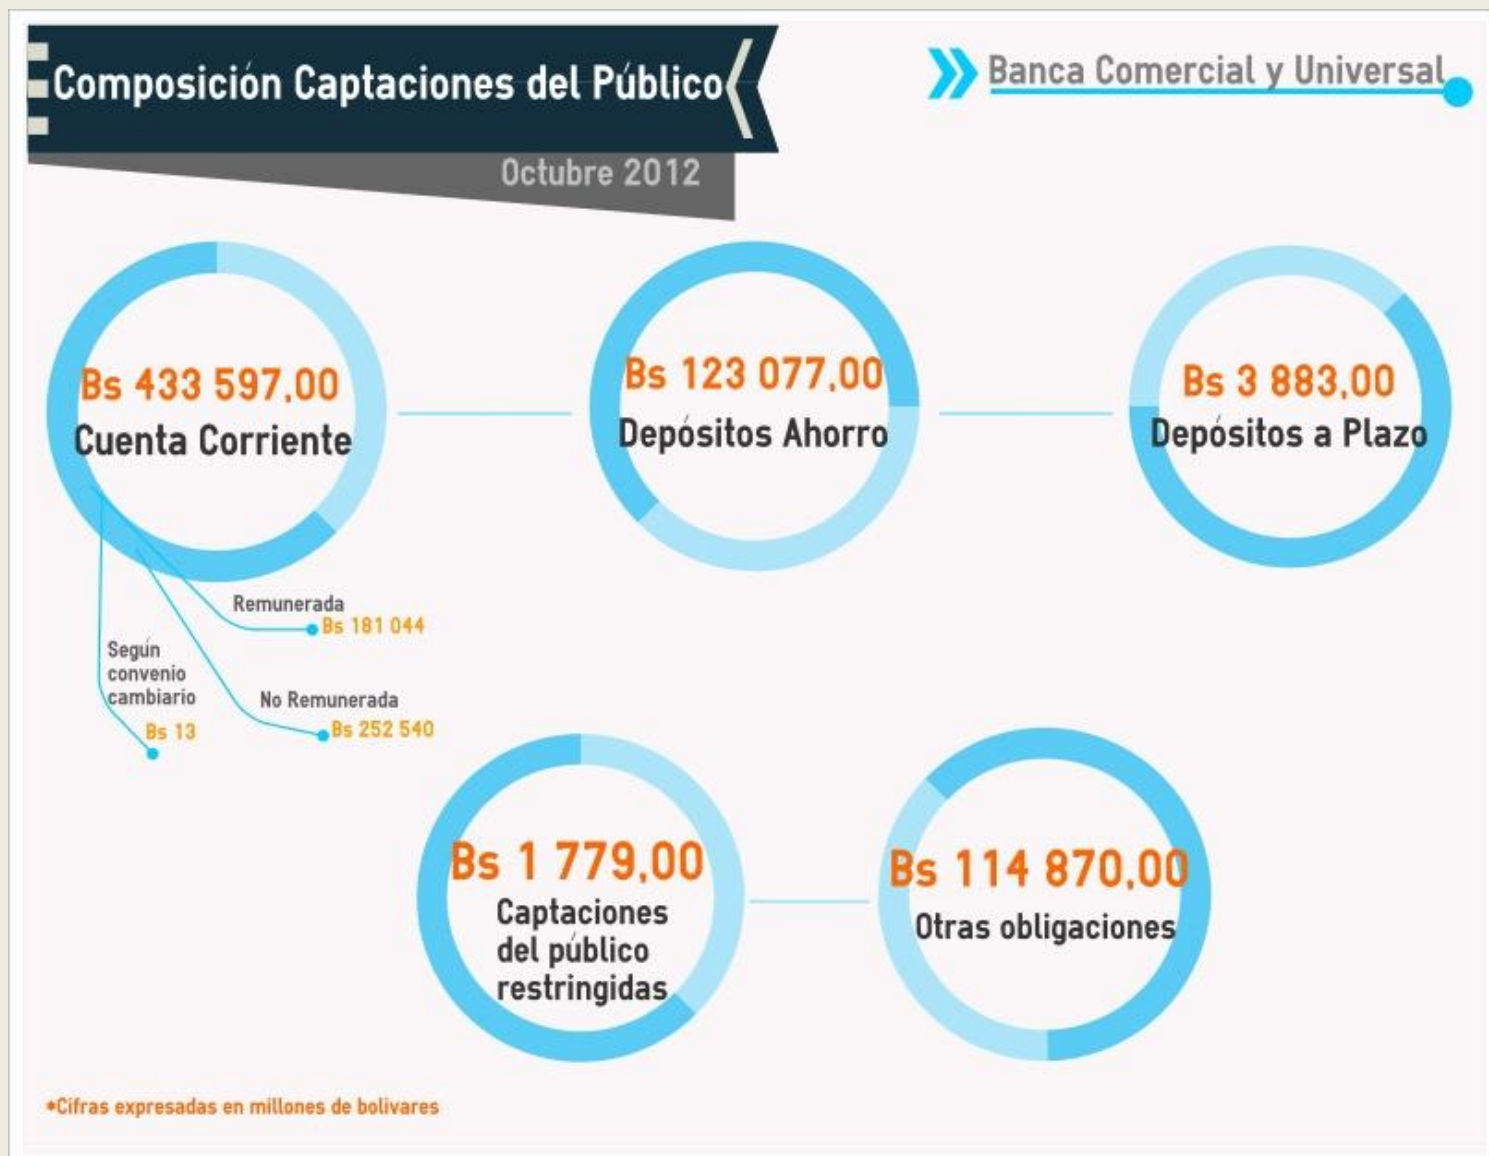 Composición Captaciones del Público
Banca Comercial y Universal
Octubre 2012
Bs 433 597,00
Cuenta Corriente
Bs 123 077,00
Depósitos Ahorro
Bs 3 883,00
Depósitos a Plazo
Remunerada
Bs 181 044
Según
convenio
cambiario
Bs 13
No Remunerada
Bs 252 540
Bs 1 779,00
Captaciones
del público
restringidas
Bs 114 870,00
Otras obligaciones
*Cifras expresadas en millones de bolivares